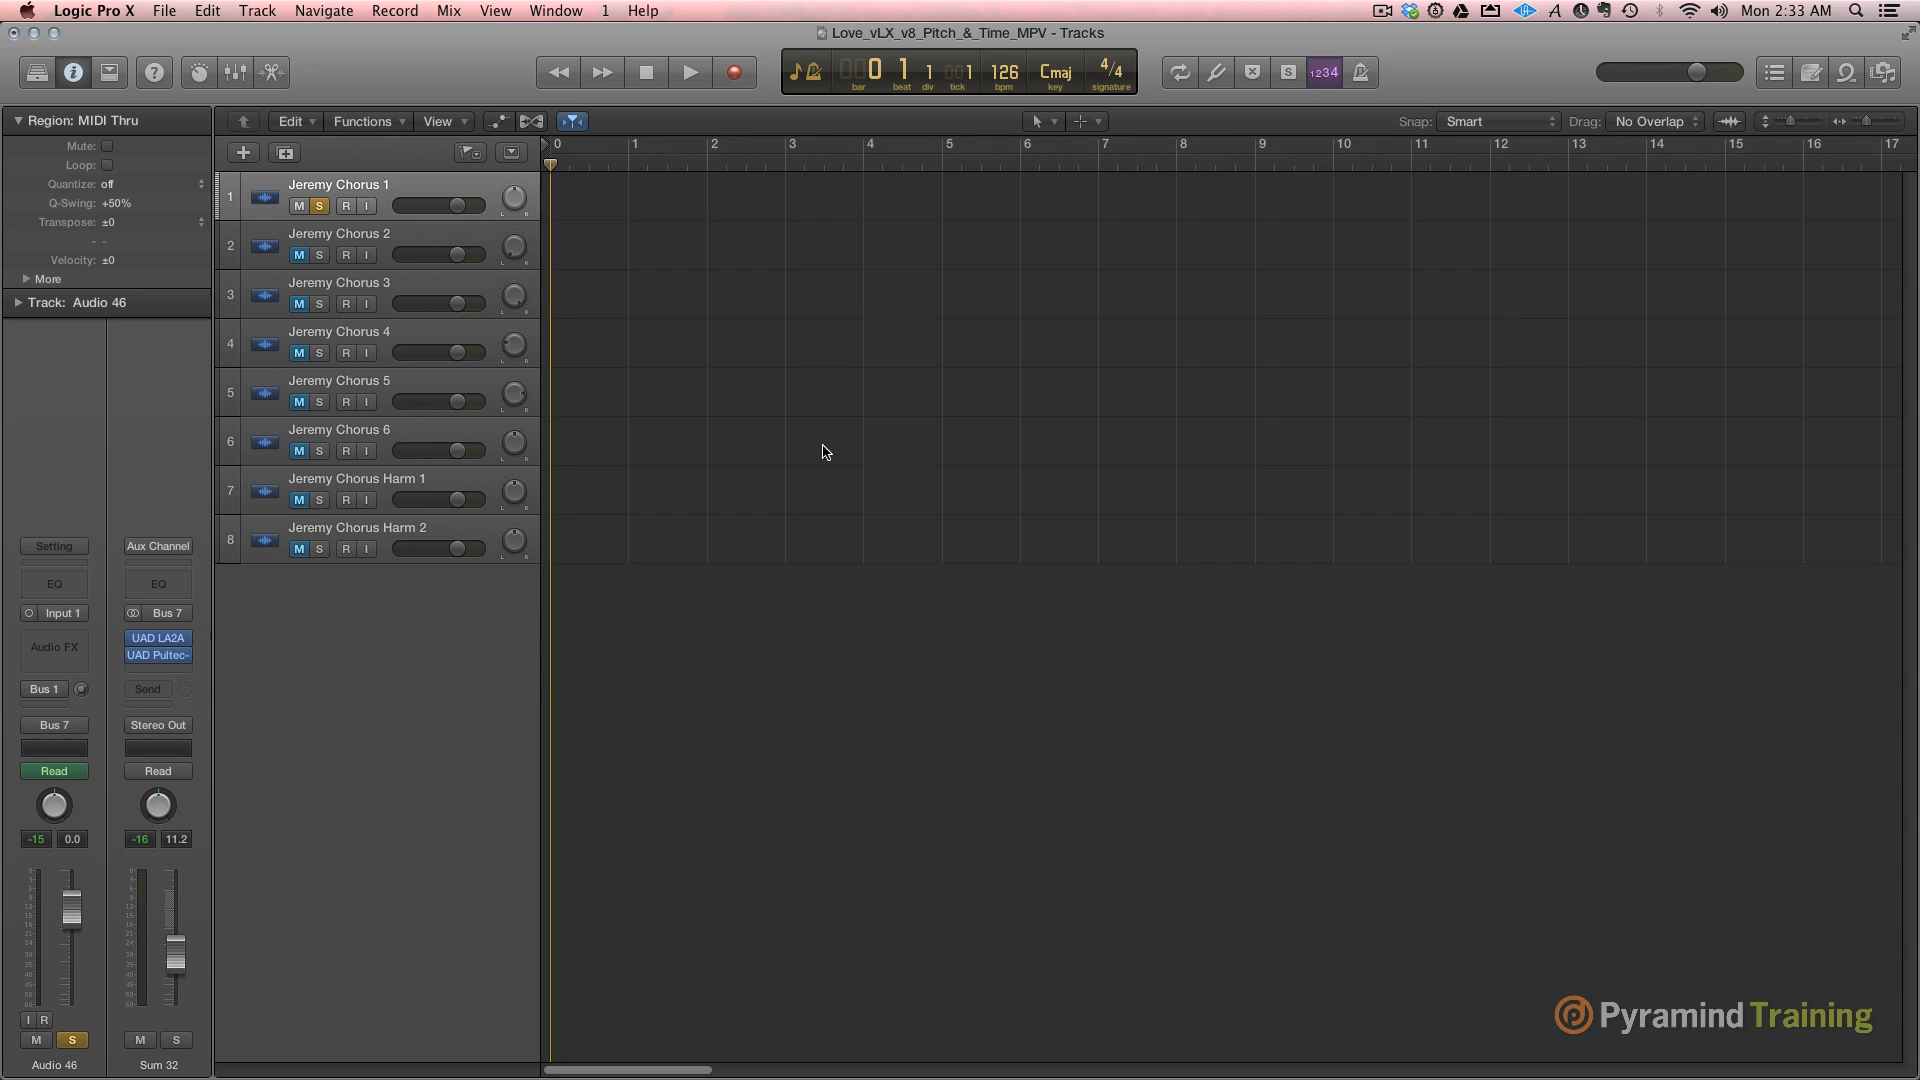 Logic Pro X File Edit Track Navigate Record Mix View Window 1 Help Mon 2:33 AM
Love_vLX_v8_Pitch_&_Time_MPV - Tracks
0 1 1 1 126 Cmaj 4/4
bar beat div tick bpm key signature
S 1234
Region: MIDI Thru
Edit Functions View Snap: Smart Drag: No Overlap
Mute:
Loop:
Quantize: off
Q-Swing: +50%
Transpose: ±0
- -
Velocity: ±0
More
Track: Audio 46
0 1 2 3 4 5 6 7 8 9 10 11 12 13 14 15 16 17
1 Jeremy Chorus 1
M S R I L R
2 Jeremy Chorus 2
M S R I L R
3 Jeremy Chorus 3
M S R I L R
4 Jeremy Chorus 4
M S R I L R
5 Jeremy Chorus 5
M S R I L R
6 Jeremy Chorus 6
M S R I L R
7 Jeremy Chorus Harm 1
M S R I L R
8 Jeremy Chorus Harm 2
M S R I L R
Setting Aux Channel
EQ EQ
Input 1 Bus 7
Audio FX UAD LA2A
UAD Pultec-
Bus 1 Send
Bus 7 Stereo Out
Read Read
-15 0.0 -16 11.2
I R
M S M S
Audio 46 Sum 32
Pyramind Training